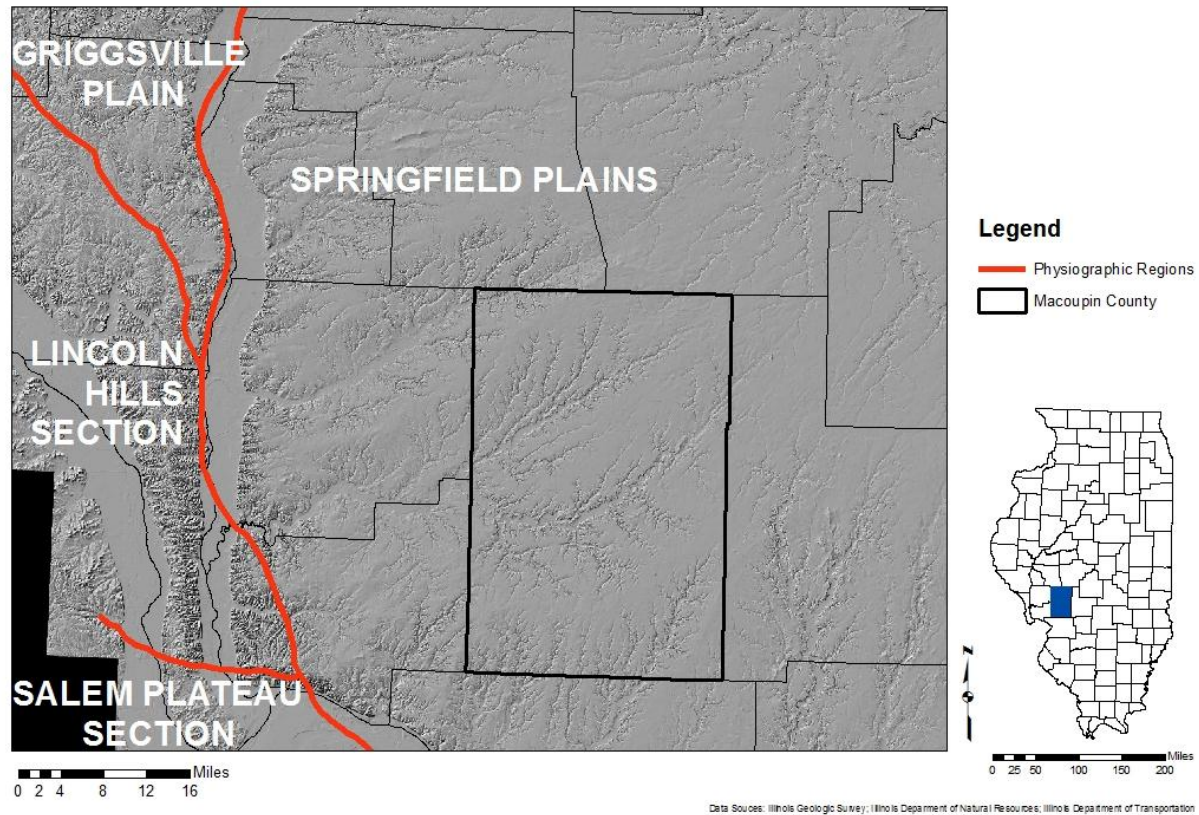 GRIGGSVILLE
PLAIN
SPRINGFIELD PLAINS
LINCOLN
HILLS
SECTION
SALEM PLATEAU
SECTION
Miles
0 2 4 8 12 16
Legend
Physiographic Regions
Macoupin County
N
Miles
0 25 50 100 150 200
Data Souces: Illinois Geologic Survey; Illinois Deparment of Natural Resources; Illinois Department of Transportation